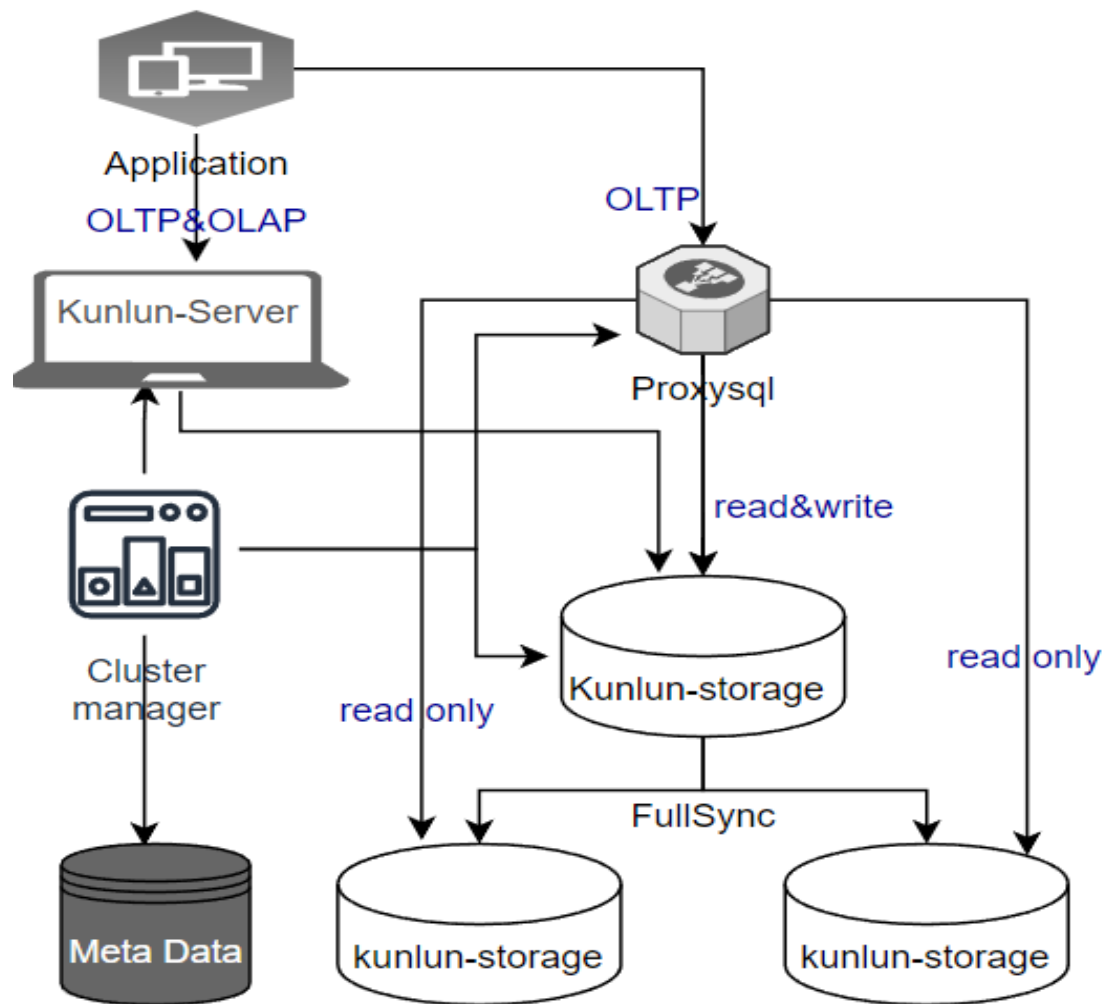 Application
OLTP&OLAP
OLTP
Kunlun-Server
Proxysql
read&write
Cluster
manager
Kunlun-storage
read only
read only
FullSync
Meta Data
kunlun-storage
kunlun-storage